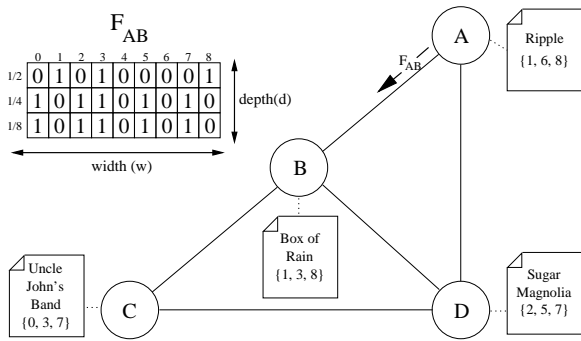 F_AB
0 1 2 3 4 5 6 7 8
1/2 0 1 0 1 0 0 0 0 1
1/4 1 0 1 1 0 1 0 1 0
1/8 1 0 1 1 0 1 0 1 0
depth(d)
width (w)
F_AB
A
Ripple
{1, 6, 8}
B
Box of
Rain
{1, 3, 8}
Uncle
John's
Band
{0, 3, 7}
C
D
Sugar
Magnolia
{2, 5, 7}